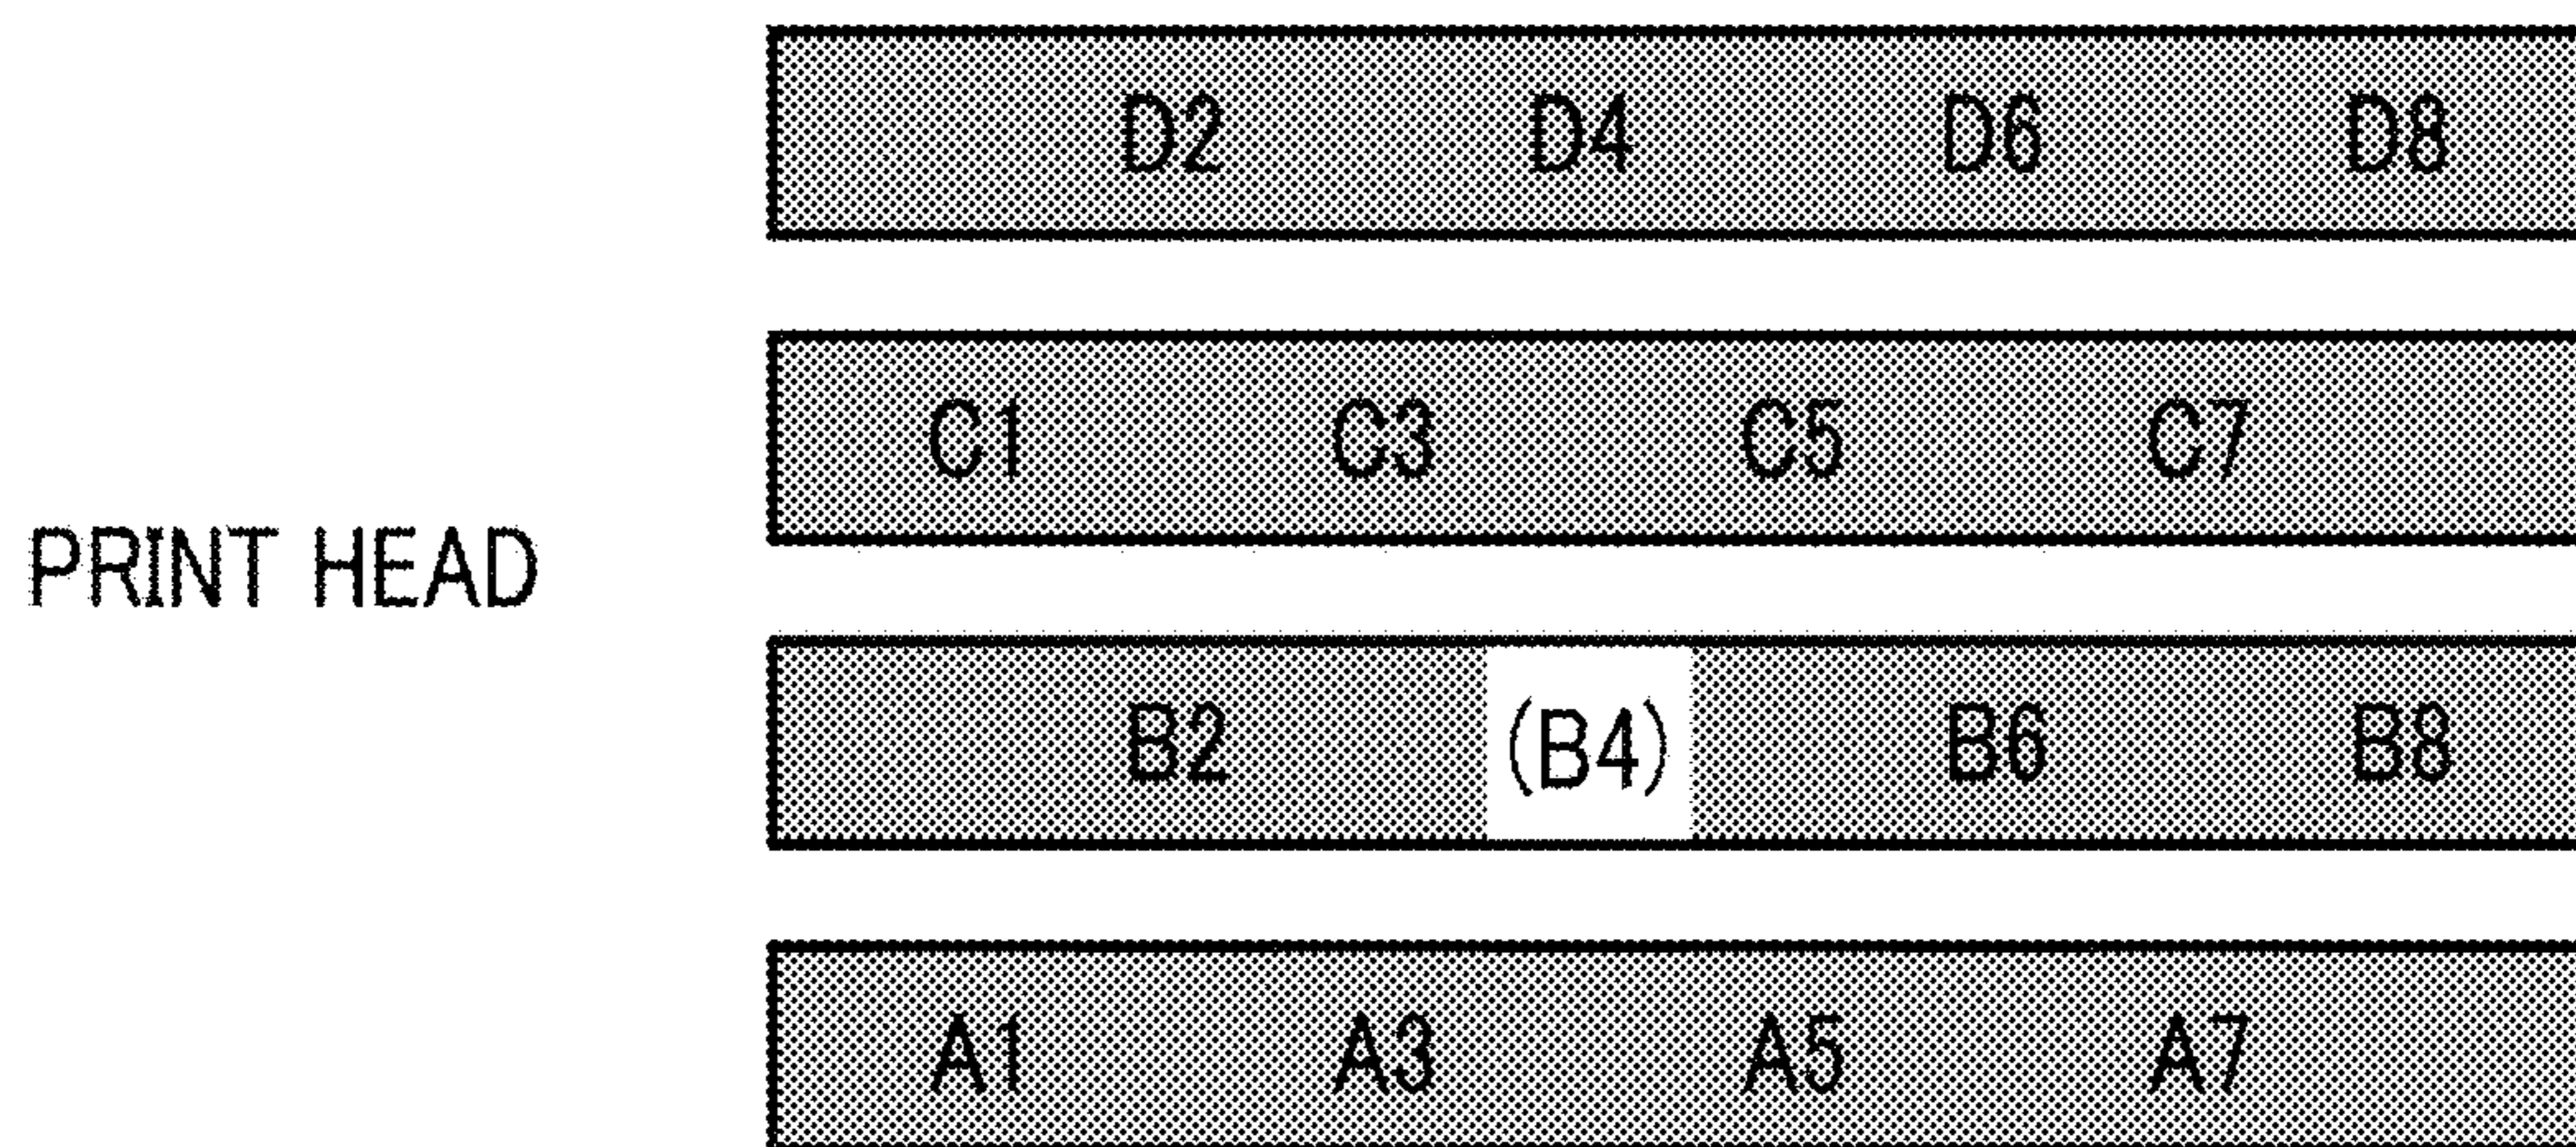 D2 D4 D6 D8
C1 C3 C5 C7
PRINT HEAD
B2 (B4) B6 B8
A1 A3 A5 A7